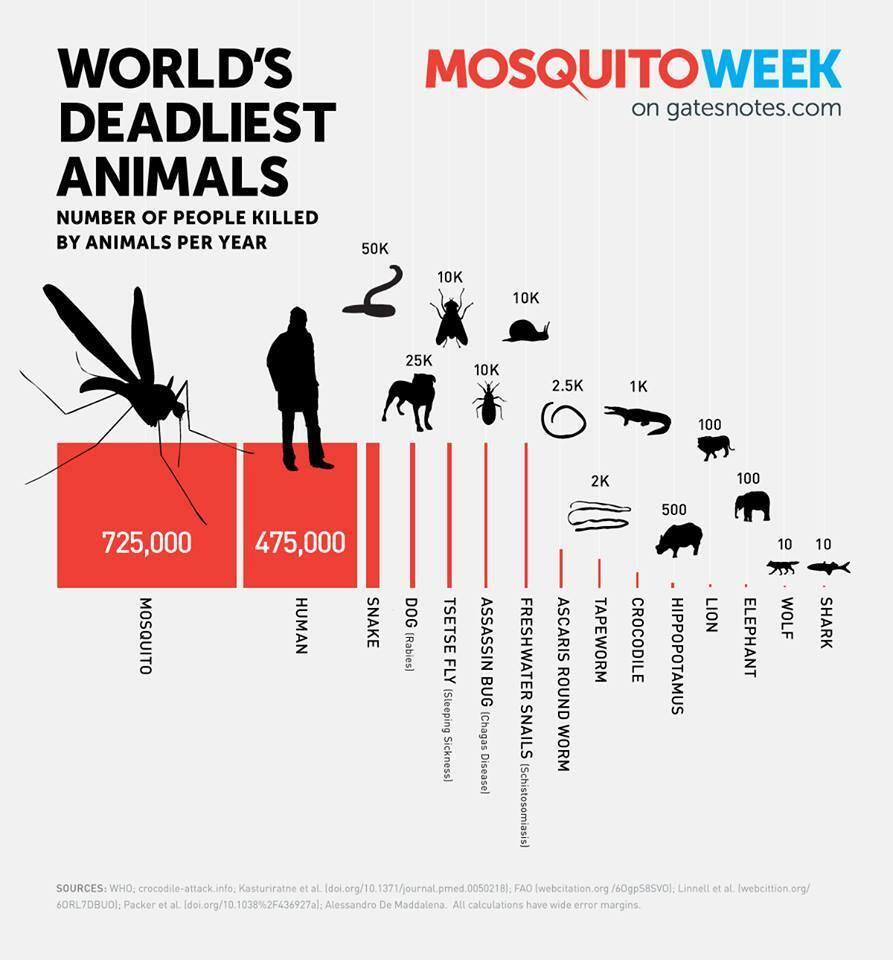 WORLD'S
DEADLIEST
ANIMALS
NUMBER OF PEOPLE KILLED
BY ANIMALS PER YEAR
MOSQUITOWEEK
on gatesnotes.com
50K
10K
10K
25K
10K
2.5K
1K
100
2K
500
100
10
10
725,000
475,000
MOSQUITO
HUMAN
SNAKE
DOG (Rabies)
TSETSE FLY (Sleeping Sickness)
ASSASSIN BUG (Chagas Disease)
FRESHWATER SNAILS (Schistosomiasis)
ASCARIS ROUND WORM
TAPEWORM
CROCODILE
HIPPOPOTAMUS
LION
ELEPHANT
WOLF
SHARK
SOURCES: WHO; crocodile-attack.info; Kasturiratne et al. (doi.org/10.1371/journal.pmed.0050218); FAO (webcitation.org /6OgpS8SVO); Linnell et al. (webcittion.org/
6ORL7DBUO); Packer et al. (doi.org/10.1038%2F436927a); Alessandro De Maddalena. All calculations have wide error margins.